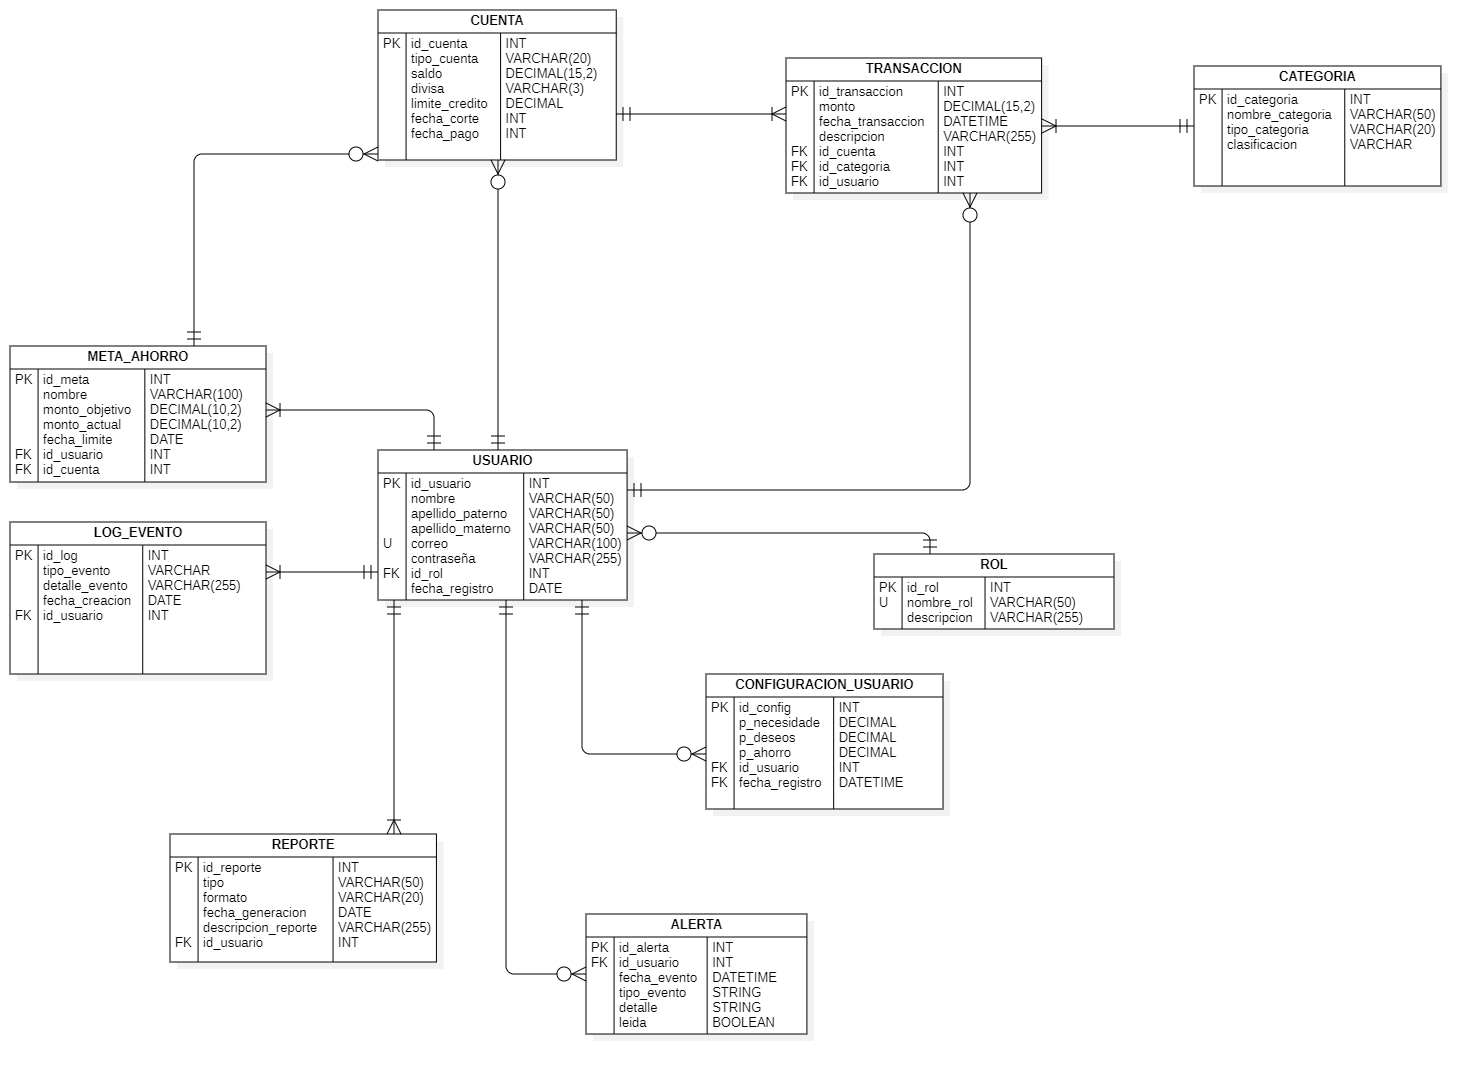 CUENTA
PK id_cuenta INT
tipo_cuenta VARCHAR(20)
saldo DECIMAL(15,2)
divisa VARCHAR(3)
limite_credito DECIMAL
fecha_corte INT
fecha_pago INT
TRANSACCION
PK id_transaccion INT
monto DECIMAL(15,2)
fecha_transaccion DATETIME
descripcion VARCHAR(255)
FK id_cuenta INT
FK id_categoria INT
FK id_usuario INT
CATEGORIA
PK id_categoria INT
nombre_categoria VARCHAR(50)
tipo_categoria VARCHAR(20)
clasificacion VARCHAR
META_AHORRO
PK id_meta INT
nombre VARCHAR(100)
monto_objetivo DECIMAL(10,2)
monto_actual DECIMAL(10,2)
fecha_limite DATE
FK id_usuario INT
FK id_cuenta INT
USUARIO
PK id_usuario INT
nombre VARCHAR(50)
apellido_paterno VARCHAR(50)
apellido_materno VARCHAR(50)
U correo VARCHAR(100)
contraseña VARCHAR(255)
FK id_rol INT
fecha_registro DATE
LOG_EVENTO
PK id_log INT
tipo_evento VARCHAR
detalle_evento VARCHAR(255)
fecha_creacion DATE
FK id_usuario INT
ROL
PK id_rol INT
U nombre_rol VARCHAR(50)
descripcion VARCHAR(255)
CONFIGURACION_USUARIO
PK id_config INT
p_necesidade DECIMAL
p_deseos DECIMAL
p_ahorro DECIMAL
FK id_usuario INT
FK fecha_registro DATETIME
REPORTE
PK id_reporte INT
tipo VARCHAR(50)
formato VARCHAR(20)
fecha_generacion DATE
descripcion_reporte VARCHAR(255)
FK id_usuario INT
ALERTA
PK id_alerta INT
FK id_usuario INT
fecha_evento DATETIME
tipo_evento STRING
detalle STRING
leida BOOLEAN